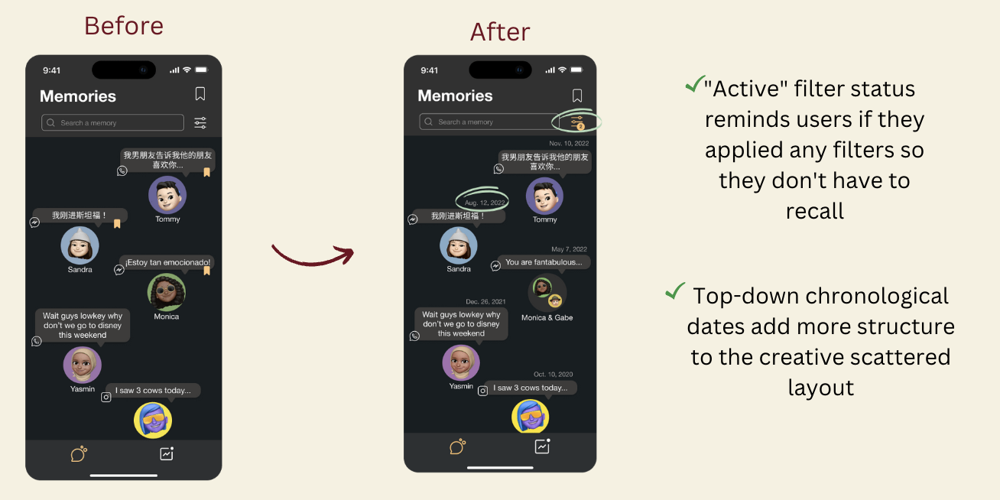 Before
9:41
Memories
Search a memory
我男朋友告诉我他的朋友
喜欢你...
Tommy
我刚进斯坦福！
Sandra
¡Estoy tan emocionado!
Monica
Wait guys lowkey why
don't we go to disney
this weekend
Yasmin
I saw 3 cows today...
After
9:41
Memories
Search a memory
2
Nov. 10, 2022
我男朋友告诉我他的朋友
喜欢你...
Tommy
Aug. 12, 2022
我刚进斯坦福！
Sandra
May 7, 2022
You are fantabulous...
Monica & Gabe
Dec. 26, 2021
Wait guys lowkey why
don't we go to disney
this weekend
Yasmin
Oct. 10, 2020
I saw 3 cows today...
"Active" filter status
reminds users if they
applied any filters so
they don't have to
recall
Top-down chronological
dates add more structure
to the creative scattered
layout